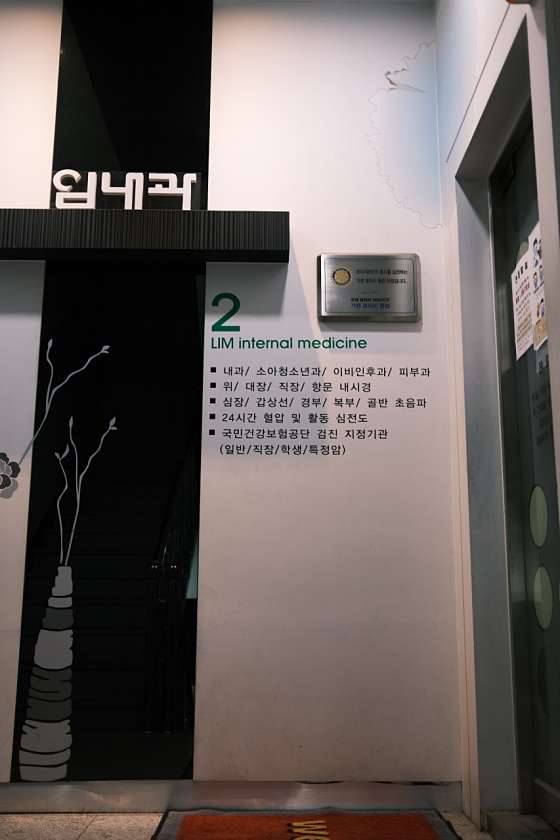 임내과
2
LIM internal medicine
■ 내과/ 소아청소년과/ 이비인후과/ 피부과
■ 위/ 대장/ 직장/ 항문 내시경
■ 심장/ 갑상선/ 경부/ 복부/ 골반 초음파
■ 24시간 혈압 및 활동 심전도
■ 국민건강보험공단 검진 지정기관
(일반/직장/학생/특정암)